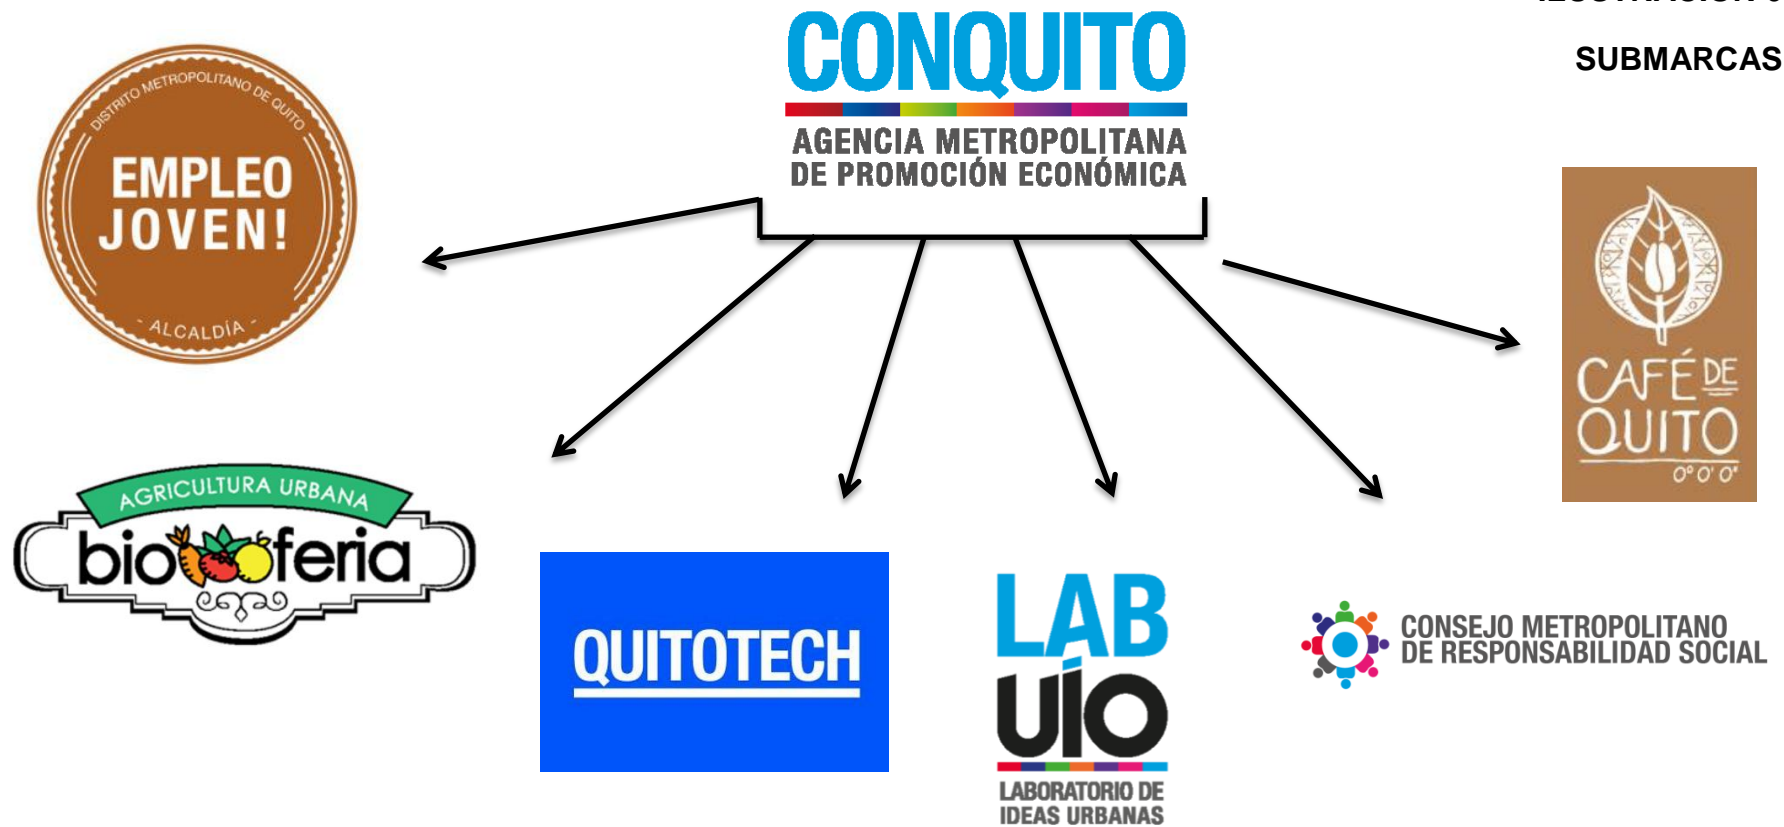 SUBMARCAS
CONQUITO
AGENCIA METROPOLITANA
DE PROMOCIÓN ECONÓMICA
DISTRITO METROPOLITANO DE QUITO
EMPLEO
JOVEN!
- ALCALDÍA -
CAFÉ DE
QUITO
0° 0' 0"
AGRICULTURA URBANA
bioferia
QUITOTECH
LAB
UÍO
LABORATORIO DE
IDEAS URBANAS
CONSEJO METROPOLITANO
DE RESPONSABILIDAD SOCIAL